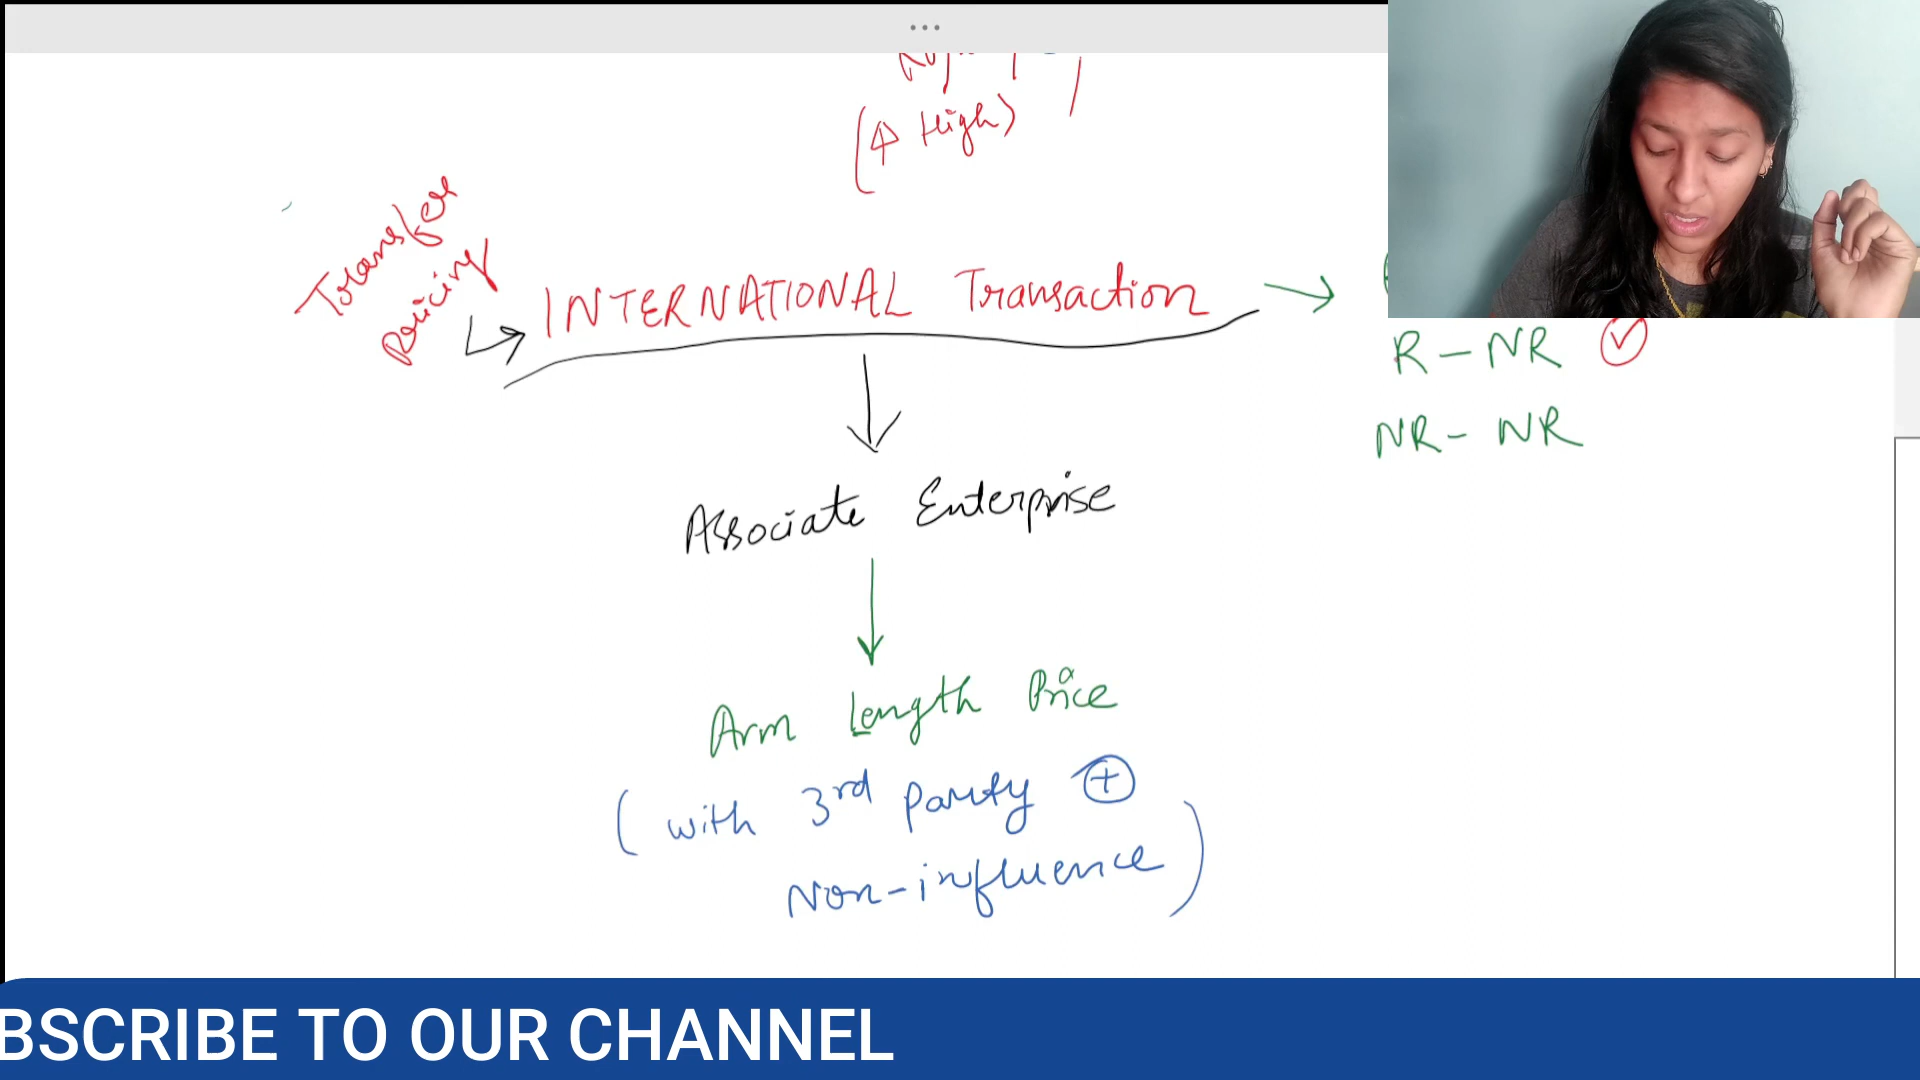 (↑ High)
Transfer
Pricing
INTERNATIONAL Transaction
R - NR
NR - NR
Associate Enterprise
Arm Length Price
(with 3rd party +
Non-influence)
BSCRIBE TO OUR CHANNEL